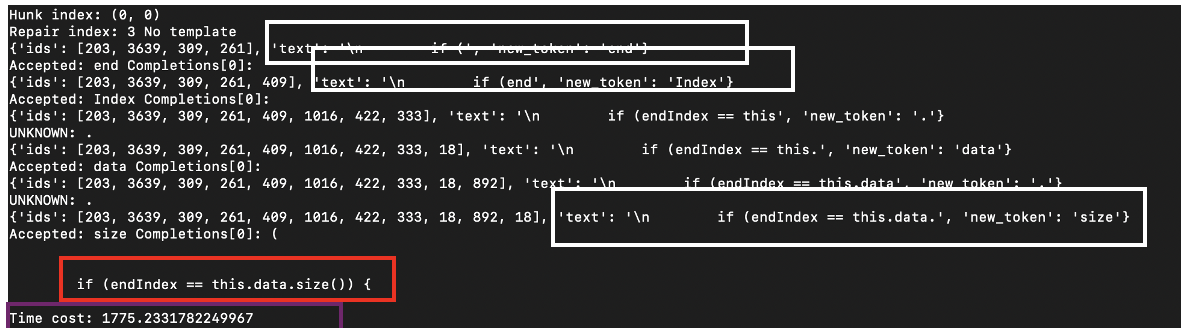 Hunk index: (0, 0)
Repair index: 3 No template
{'ids': [203, 3639, 309, 261], 'text': '\n        if (', 'new_token': 'end'}
Accepted: end Completions[0]:
{'ids': [203, 3639, 309, 261, 409], 'text': '\n        if (end', 'new_token': 'Index'}
Accepted: Index Completions[0]:
{'ids': [203, 3639, 309, 261, 409, 1016, 422, 333], 'text': '\n        if (endIndex == this', 'new_token': '.'}
UNKNOWN: .
{'ids': [203, 3639, 309, 261, 409, 1016, 422, 333, 18], 'text': '\n        if (endIndex == this.', 'new_token': 'data'}
Accepted: data Completions[0]:
{'ids': [203, 3639, 309, 261, 409, 1016, 422, 333, 18, 892], 'text': '\n        if (endIndex == this.data', 'new_token': '.'}
UNKNOWN: .
{'ids': [203, 3639, 309, 261, 409, 1016, 422, 333, 18, 892, 18], 'text': '\n        if (endIndex == this.data.', 'new_token': 'size'}
Accepted: size Completions[0]: (
if (endIndex == this.data.size()) {
Time cost: 1775.2331782249967